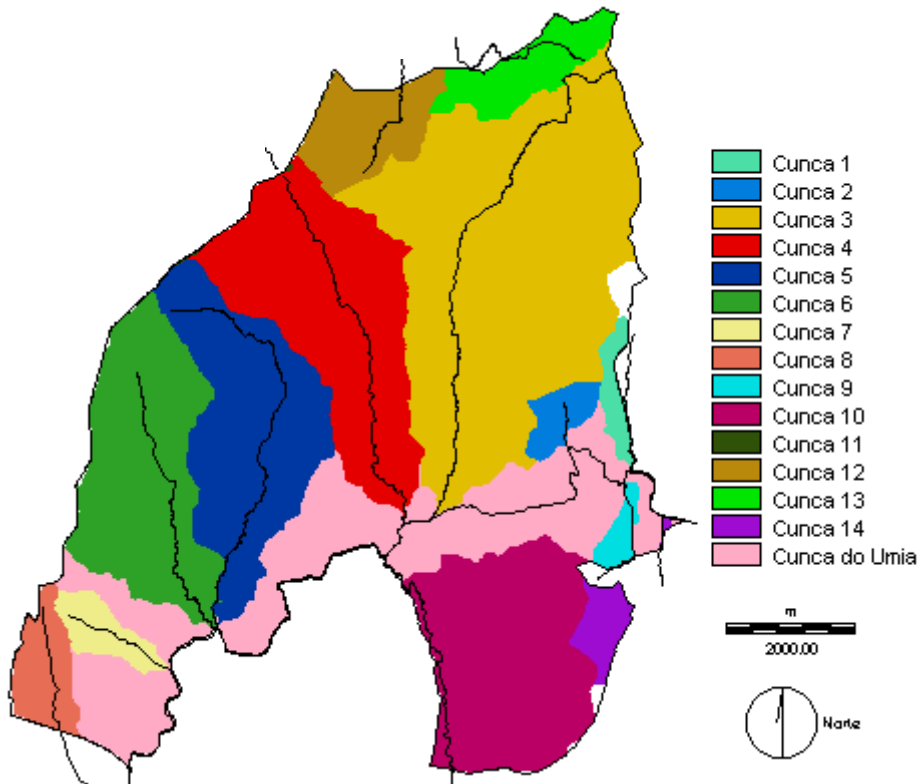 Cunca 1
Cunca 2
Cunca 3
Cunca 4
Cunca 5
Cunca 6
Cunca 7
Cunca 8
Cunca 9
Cunca 10
Cunca 11
Cunca 12
Cunca 13
Cunca 14
Cunca do Umia
m
2000.00
Norte